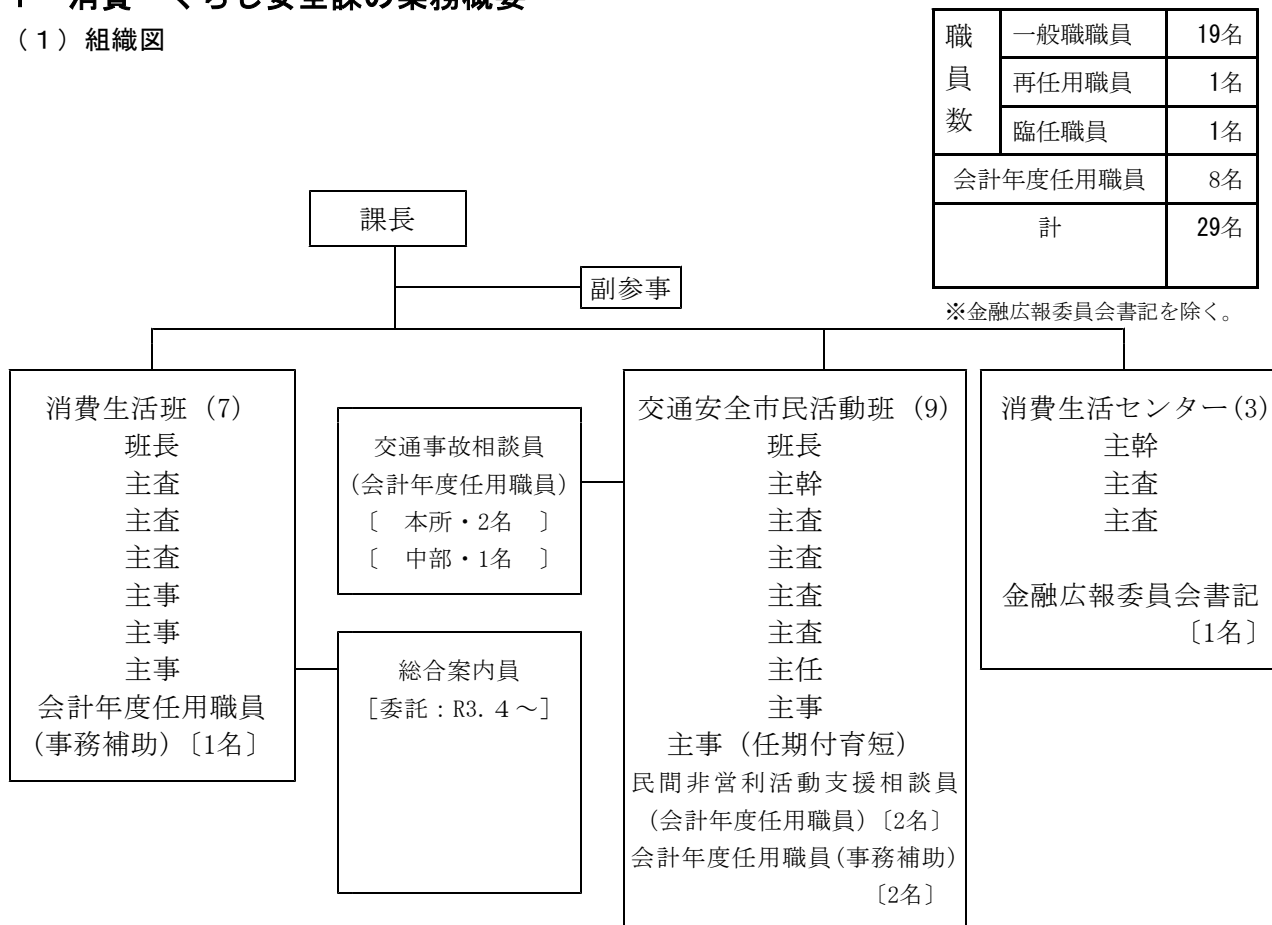 1 消費・くらし安全課の業務概要
(1)組織図
職員数
一般職職員 19名
再任用職員 1名
臨任職員 1名
会計年度任用職員 8名
計 29名
※金融広報委員会書記を除く。
課長
副参事
消費生活班 (7)
班長
主査
主査
主査
主事
主事
主事
会計年度任用職員
(事務補助)〔1名〕
交通事故相談員
(会計年度任用職員)
〔 本所・2名 〕
〔 中部・1名 〕
総合案内員
[委託:R3.4~]
交通安全市民活動班 (9)
班長
主幹
主査
主査
主査
主査
主任
主事
主事(任期付育短)
民間非営利活動支援相談員
(会計年度任用職員)〔2名〕
会計年度任用職員(事務補助)
〔2名〕
消費生活センター(3)
主幹
主査
主査
金融広報委員会書記
〔1名〕